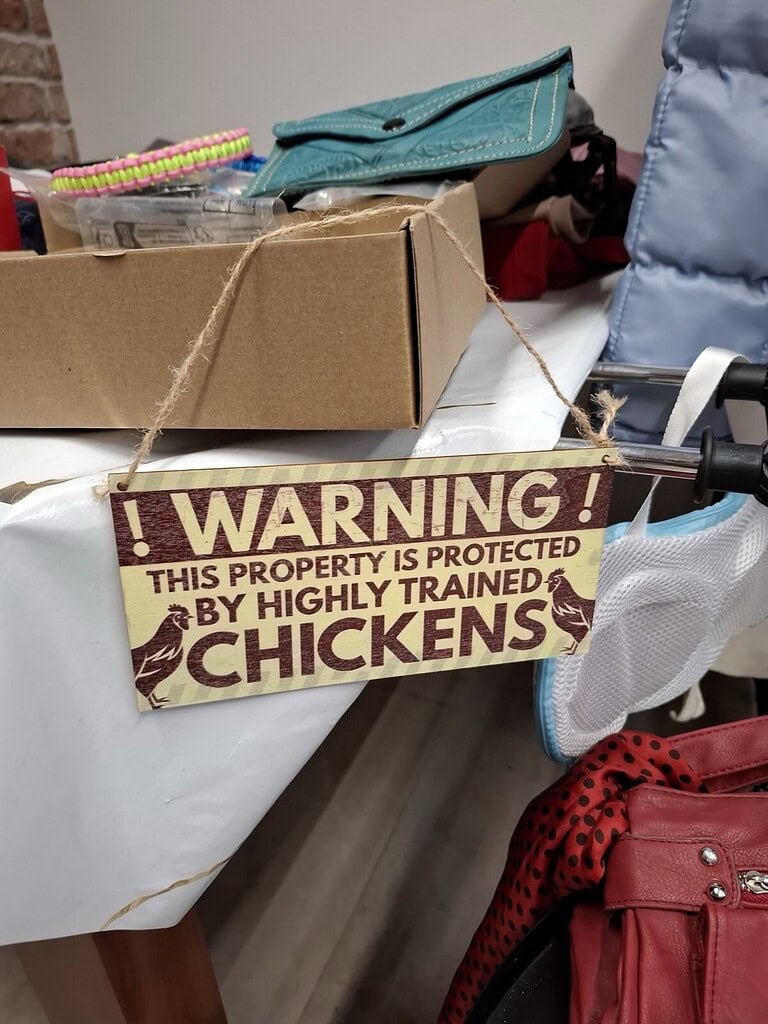 ! WARNING !
THIS PROPERTY IS PROTECTED
BY HIGHLY TRAINED
CHICKENS